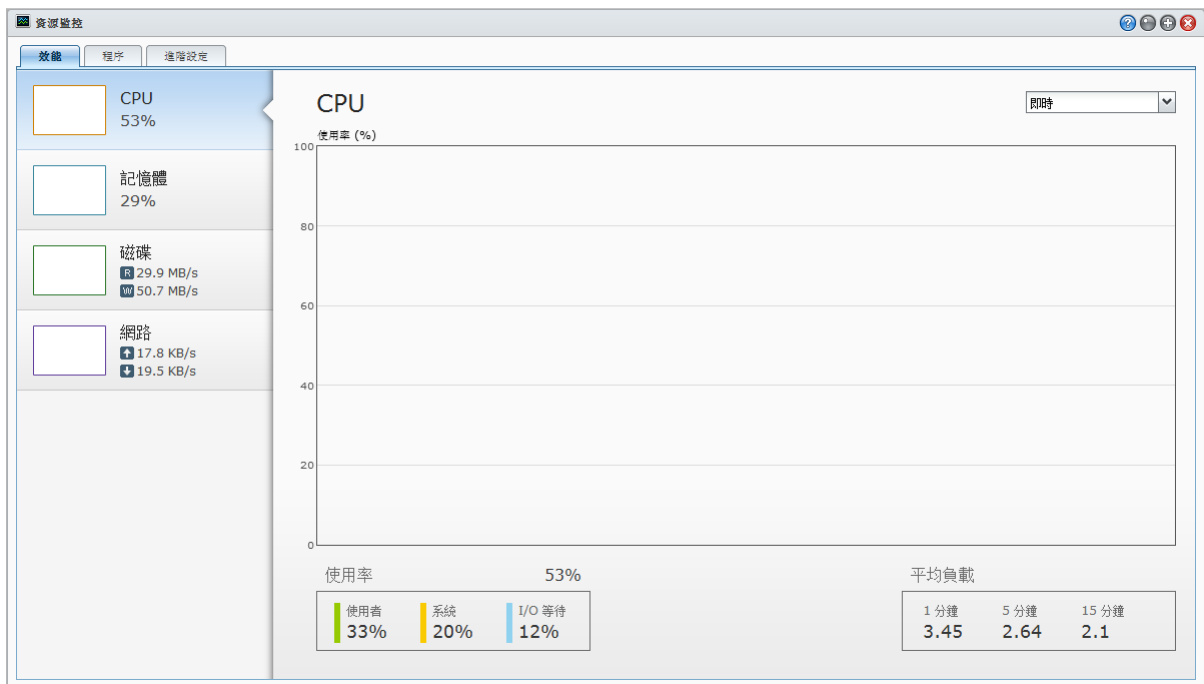 資源監控
效能
程序
進階設定
CPU
53%
記憶體
29%
磁碟
R 29.9 MB/s
W 50.7 MB/s
網路
17.8 KB/s
19.5 KB/s
CPU
即時
使用率 (%)
100
80
60
40
20
0
使用率 53%
使用者 系統 I/O 等待
33% 20% 12%
平均負載
1 分鐘 5 分鐘 15 分鐘
3.45 2.64 2.1